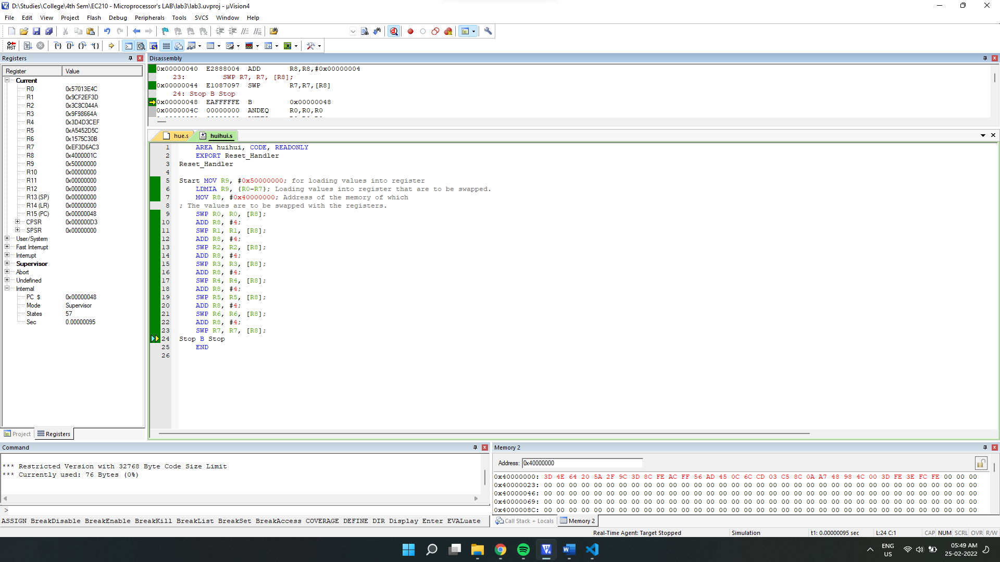 D:\Studies\College\4th Sem\EC210 - Microprocessor's LAB\lab3\lab3.uvproj - µVision4
File Edit View Project Flash Debug Peripherals Tools SVCS Window Help
Registers
Register Value
Current
R0 0x57013E4C
R1 0x9CF2EF3D
R2 0x3C8C044A
R3 0x9F98664A
R4 0x3D4D3CEF
R5 0xA5452D5C
R6 0x1575C30B
R7 0xEF3D6AC3
R8 0x4000001C
R9 0x50000000
R10 0x00000000
R11 0x00000000
R12 0x00000000
R13 (SP) 0x00000000
R14 (LR) 0x00000000
R15 (PC) 0x00000048
CPSR 0x000000D3
SPSR 0x00000000
User/System
Fast Interrupt
Interrupt
Supervisor
Abort
Undefined
Internal
PC $ 0x00000048
Mode Supervisor
States 57
Sec 0.00000095
Project Registers
Disassembly
0x00000040 E2888004 ADD R8,R8,#0x00000004
23: SWP R7, R7, [R8];
0x00000044 E1087097 SWP R7,R7,[R8]
24: Stop B Stop
0x00000048 EAFFFFFE B 0x00000048
0x0000004C 00000000 ANDEQ R0,R0,R0
hue.s huihui.s
1 AREA huihui, CODE, READONLY
2 EXPORT Reset_Handler
3 Reset_Handler
4
5 Start MOV R9, #0x50000000; for loading values into register
6 LDMIA R9, {R0-R7}; Loading values into register that are to be swapped.
7 MOV R8, #0x40000000; Address of the memory of which
8 ; The values are to be swapped with the registers.
9 SWP R0, R0, [R8];
10 ADD R8, #4;
11 SWP R1, R1, [R8];
12 ADD R8, #4;
13 SWP R2, R2, [R8];
14 ADD R8, #4;
15 SWP R3, R3, [R8];
16 ADD R8, #4;
17 SWP R4, R4, [R8];
18 ADD R8, #4;
19 SWP R5, R5, [R8];
20 ADD R8, #4;
21 SWP R6, R6, [R8];
22 ADD R8, #4;
23 SWP R7, R7, [R8];
24 Stop B Stop
25 END
26
Command
*** Restricted Version with 32768 Byte Code Size Limit
*** Currently used: 76 Bytes (0%)
>
ASSIGN BreakDisable BreakEnable BreakKill BreakList BreakSet BreakAccess COVERAGE DEFINE DIR Display Enter EVALuate
Memory 2
Address: 0x40000000
0x40000000: 3D 4E 64 20 5A 2F 9C 3D 8C FE AC FF 56 AD 45 0C 6C CD 03 C5 8C 0A A7 48 98 4C 00 3D FE 3E FC FE 00 00 00
0x40000023: 00 00 00 00 00 00 00 00 00 00 00 00 00 00 00 00 00 00 00 00 00 00 00 00 00 00 00 00 00 00 00 00 00 00 00
0x40000046: 00 00 00 00 00 00 00 00 00 00 00 00 00 00 00 00 00 00 00 00 00 00 00 00 00 00 00 00 00 00 00 00 00 00 00
0x40000069: 00 00 00 00 00 00 00 00 00 00 00 00 00 00 00 00 00 00 00 00 00 00 00 00 00 00 00 00 00 00 00 00 00 00 00
0x4000008C: 00 00 00 00 00 00 00 00 00 00 00 00 00 00 00 00 00 00 00 00 00 00 00 00 00 00 00 00 00 00 00 00 00 00 00
Call Stack + Locals Memory 2
Real-Time Agent: Target Stopped Simulation t1: 0.00000095 sec L:24 C:1 CAP NUM SCRL OVR R/W
ENG
US
05:49 AM
25-02-2022